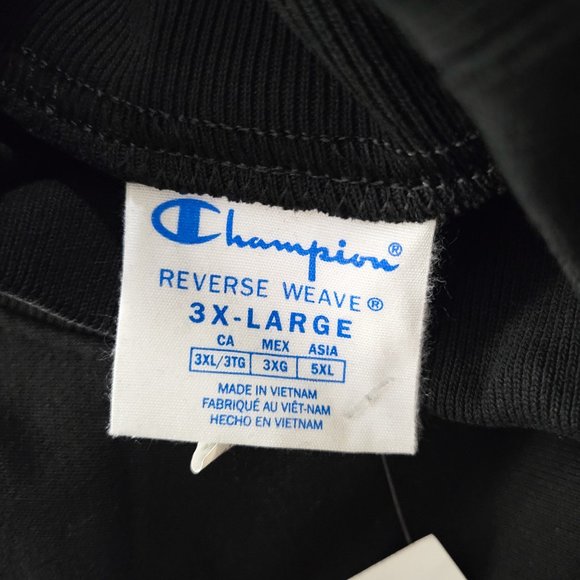 Champion®
REVERSE WEAVE®
3X-LARGE
CA MEX ASIA
3XL/3TG 3XG 5XL
MADE IN VIETNAM
FABRIQUÉ AU VIÊT-NAM
HECHO EN VIETNAM